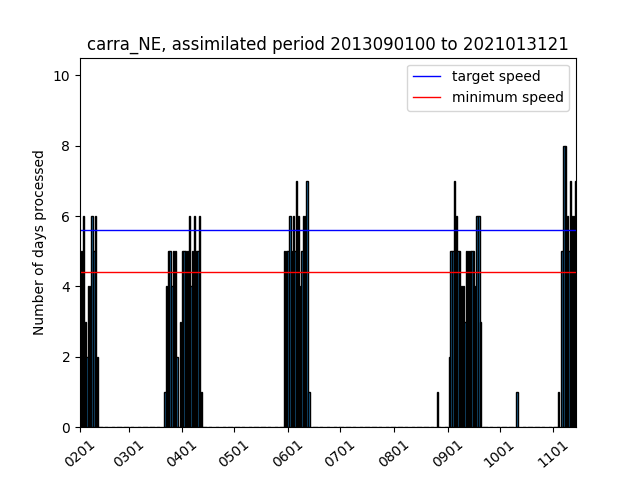 carra_NE, assimilated period 2013090100 to 2021013121
target speed
minimum speed
Number of days processed
10
8
6
4
2
0
0201 0301 0401 0501 0601 0701 0801 0901 1001 1101